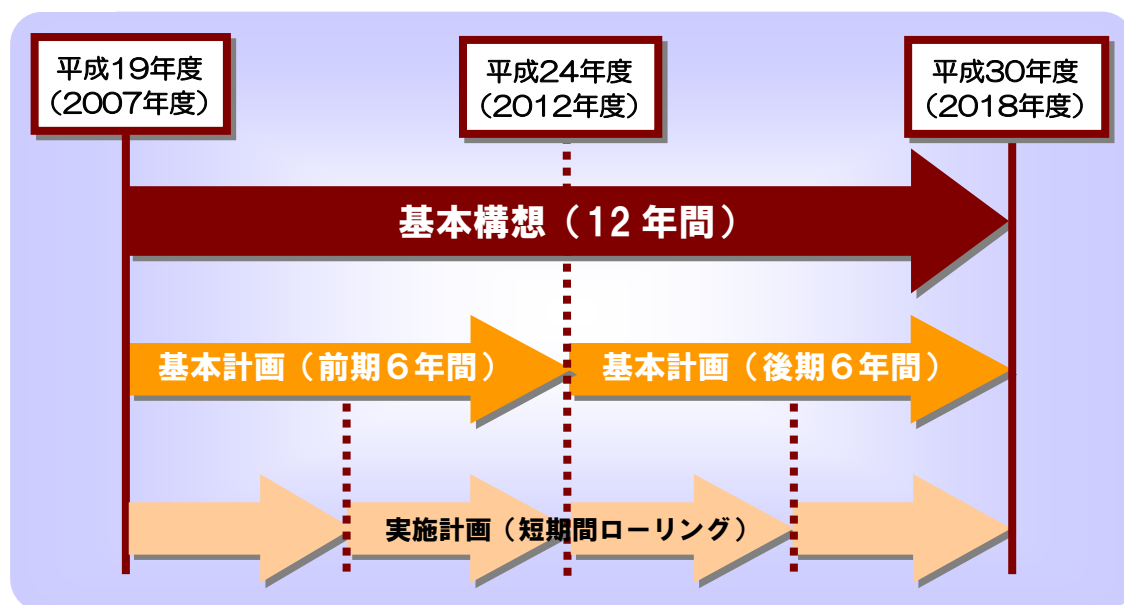 平成19年度
（2007年度）
平成24年度
（2012年度）
平成30年度
（2018年度）
基本構想（12 年間）
基本計画（前期６年間）
基本計画（後期６年間）
実施計画（短期間ローリング）